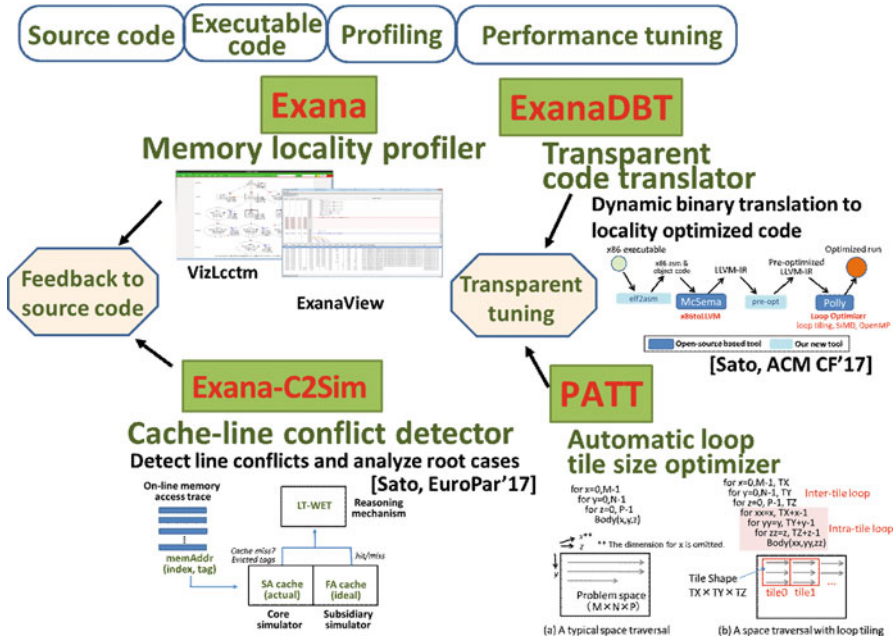 Source code
Executable
code
Profiling
Performance tuning
Exana
Memory locality profiler
VizLcctm
ExanaView
ExanaDBT
Transparent
code translator
Dynamic binary translation to
locality optimized code
x86 executable
x86 asm &
object code
LLVM-IR
Pre-optimized
LLVM-IR
Optimized run
elf2asm
McSema
pre-opt
Polly
x86toLLVM
Loop Optimizer
loop tiling, SIMD, OpenMP
Open-source based tool
Our new tool
[Sato, ACM CF'17]
Feedback to
source code
Transparent
tuning
Exana-C2Sim
Cache-line conflict detector
Detect line conflicts and analyze root cases
[Sato, EuroPar'17]
On-line memory
access trace
memAddr
(index, tag)
LT-WET
Reasoning
mechanism
Cache miss?
Evicted tags
hit/miss
SA cache
(actual)
FA cache
(ideal)
Core
simulator
Subsidiary
simulator
PATT
Automatic loop
tile size optimizer
for x=0,M-1
for y=0,N-1
for z=0, P-1
Body(x,y,z)
x**
z
y
** The dimension for x is omitted.
Problem space
(M×N×P)
(a) A typical space traversal
for x=0,M-1, TX
for y=0,N-1, TY
for z=0, P-1, TZ
for xx=x, TX+x-1
for yy=y, TY+y-1
for zz=z, TZ+z-1
Body(xx,yy,zz)
Inter-tile loop
Intra-tile loop
Tile Shape
TX×TY×TZ
tile0
tile1
...
(b) A space traversal with loop tiling